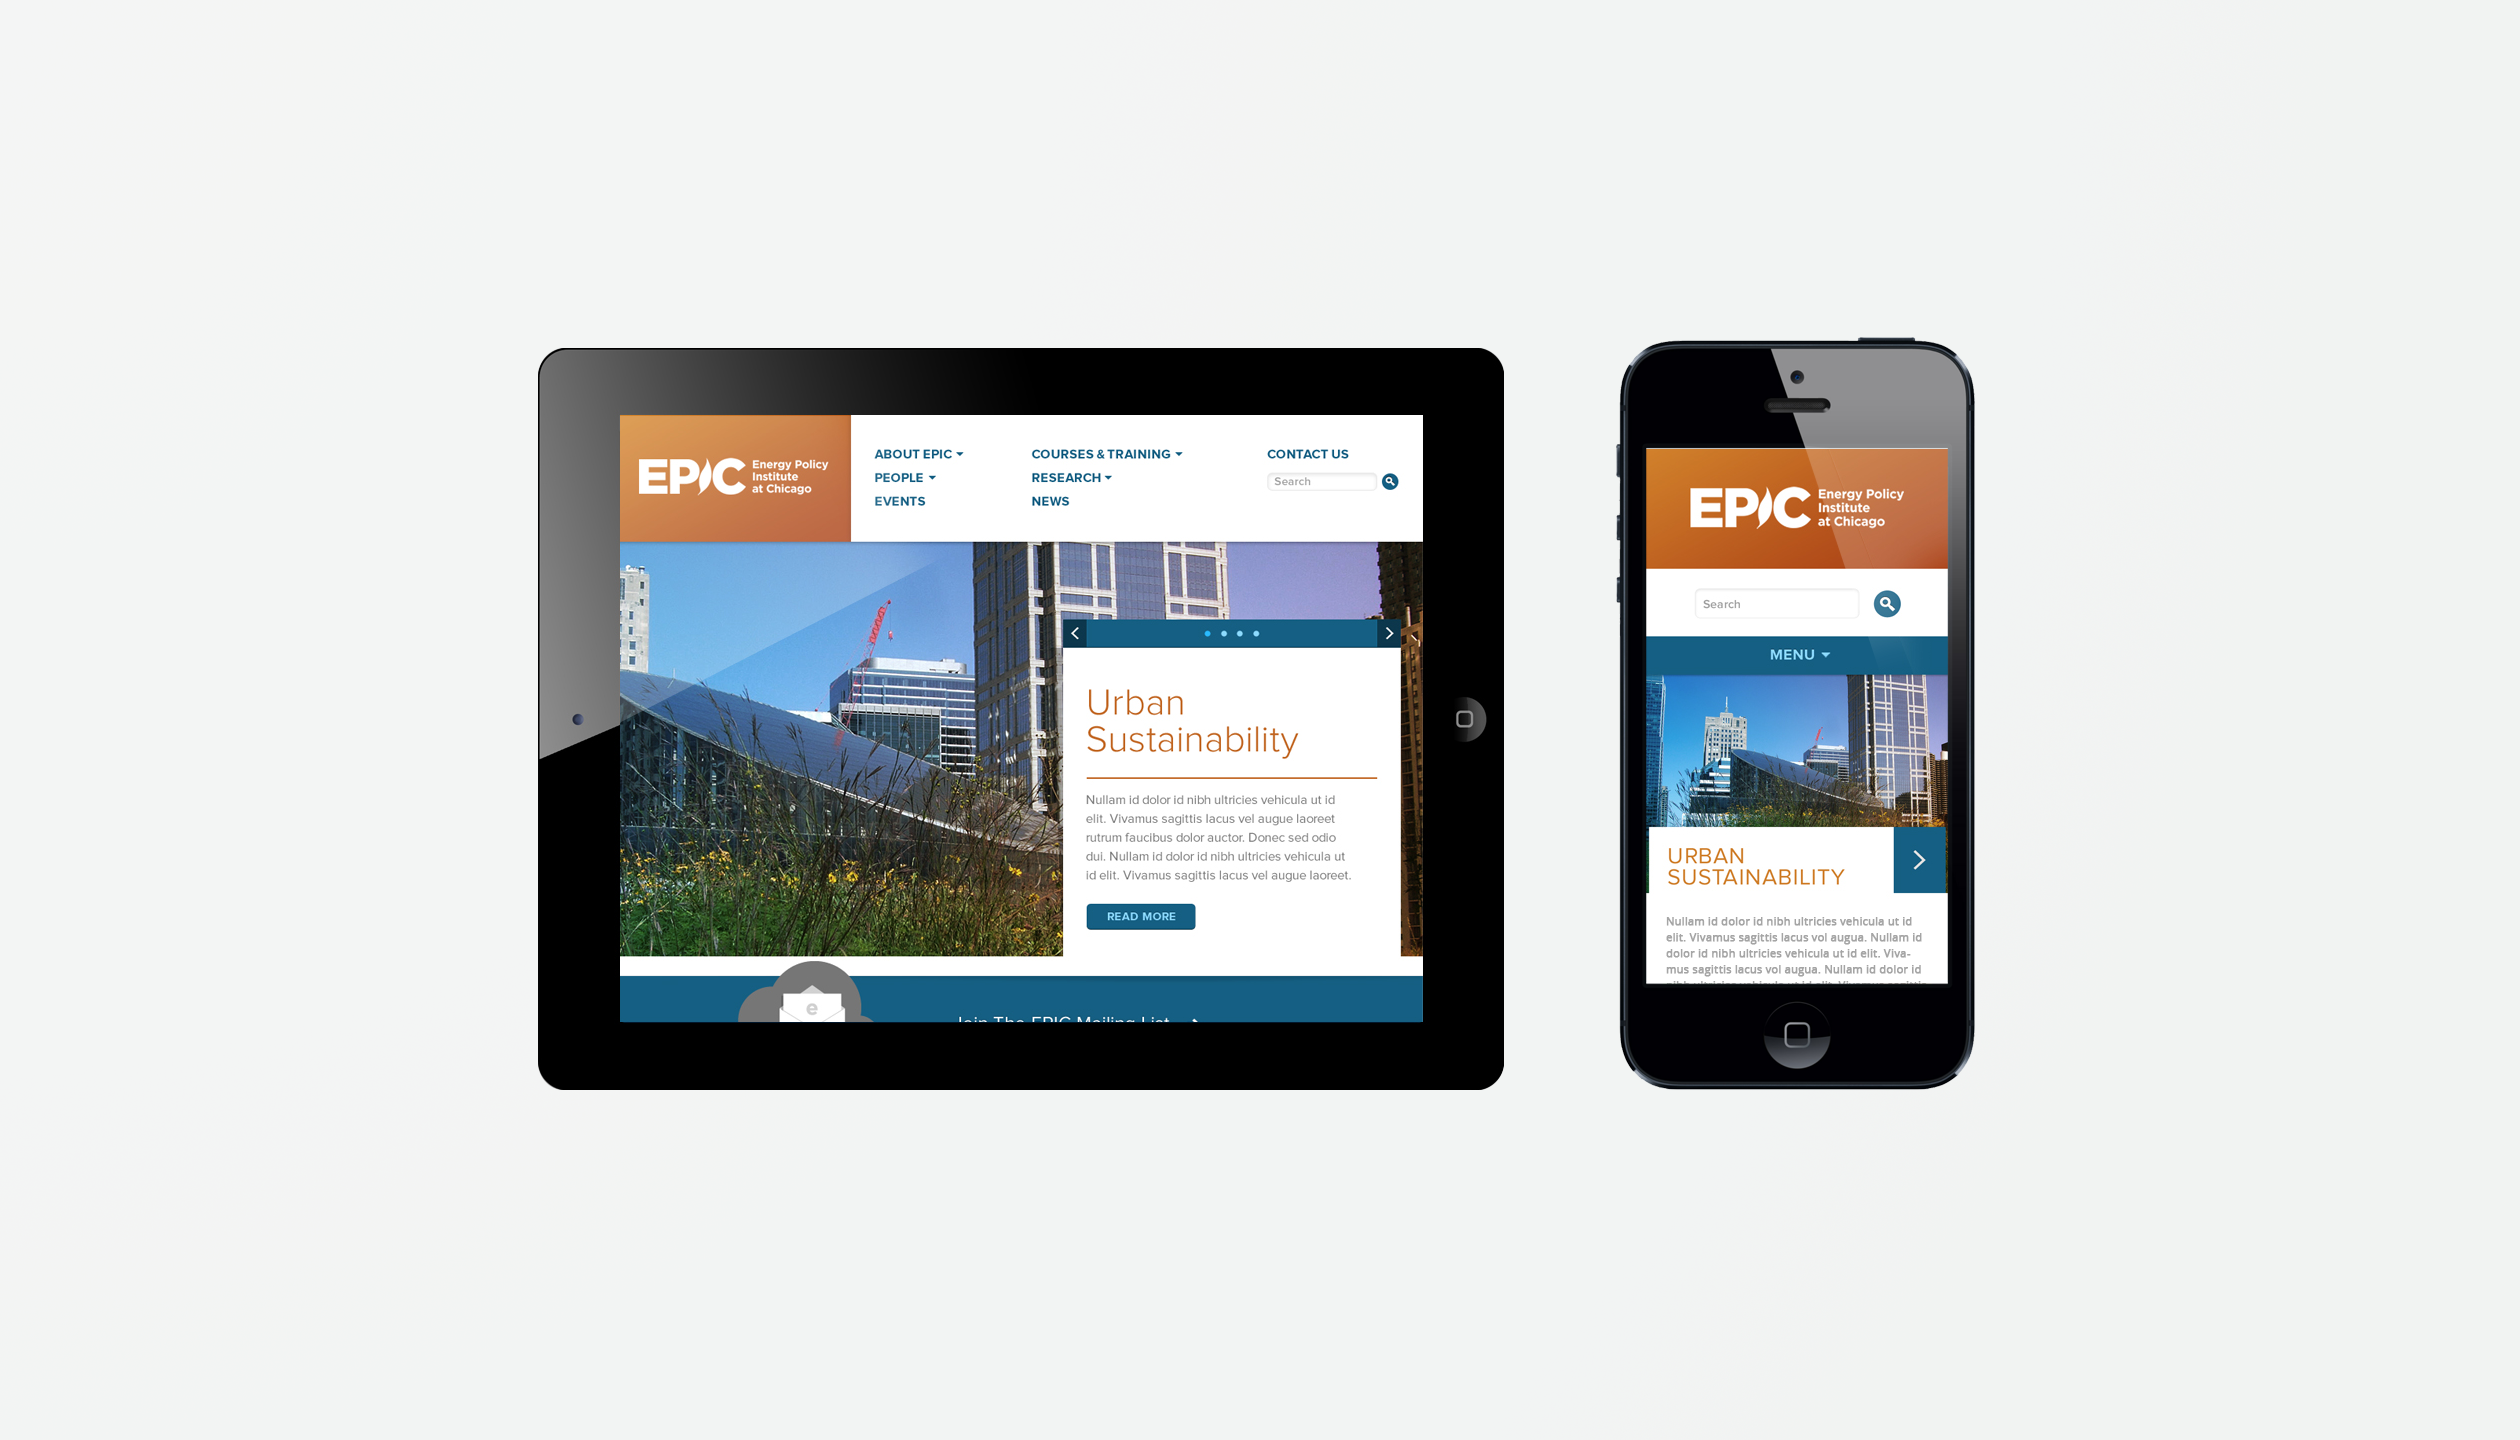 EPIC Energy Policy
Institute
at Chicago
ABOUT EPIC
PEOPLE
EVENTS
COURSES & TRAINING
RESEARCH
NEWS
CONTACT US
Search
Urban
Sustainability
Nullam id dolor id nibh ultricies vehicula ut id
elit. Vivamus sagittis lacus vel augue laoreet
rutrum faucibus dolor auctor. Donec sed odio
dui. Nullam id dolor id nibh ultricies vehicula ut
id elit. Vivamus sagittis lacus vel augue laoreet.
READ MORE
e
Join The EPIC Mailing List
EPIC Energy Policy
Institute
at Chicago
Search
MENU
URBAN
SUSTAINABILITY
Nullam id dolor id nibh ultricies vehicula ut id
elit. Vivamus sagittis lacus vol augua. Nullam id
dolor id nibh ultricies vehicula ut id elit. Viva-
mus sagittis lacus vol augua. Nullam id dolor id